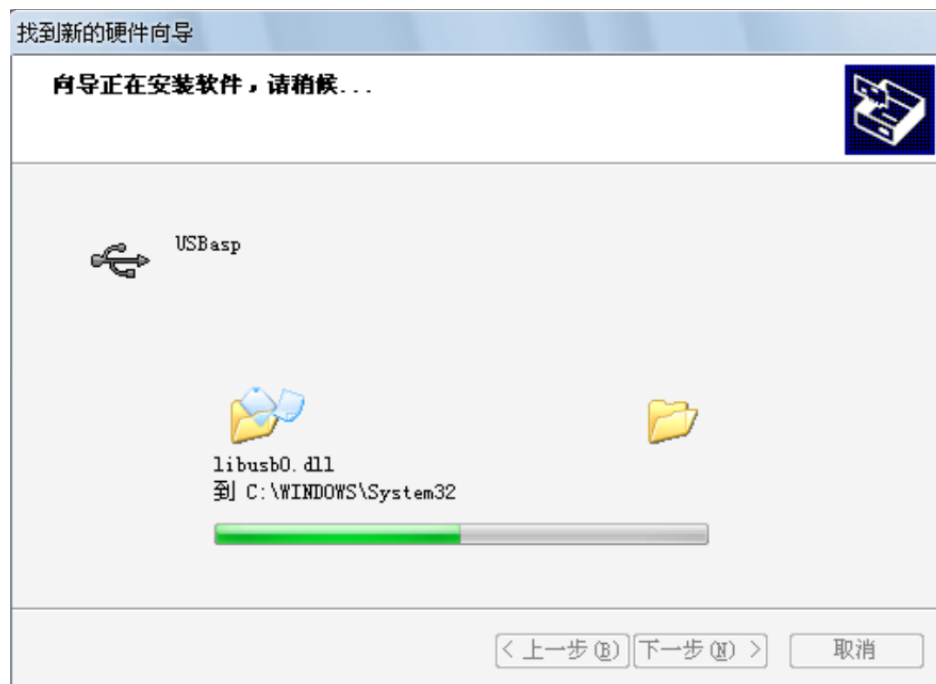 找到新的硬件向导
向导正在安装软件，请稍候...
USBasp
libusb0.dll
到 C:\WINDOWS\System32
< 上一步(B)
下一步(N) >
取消